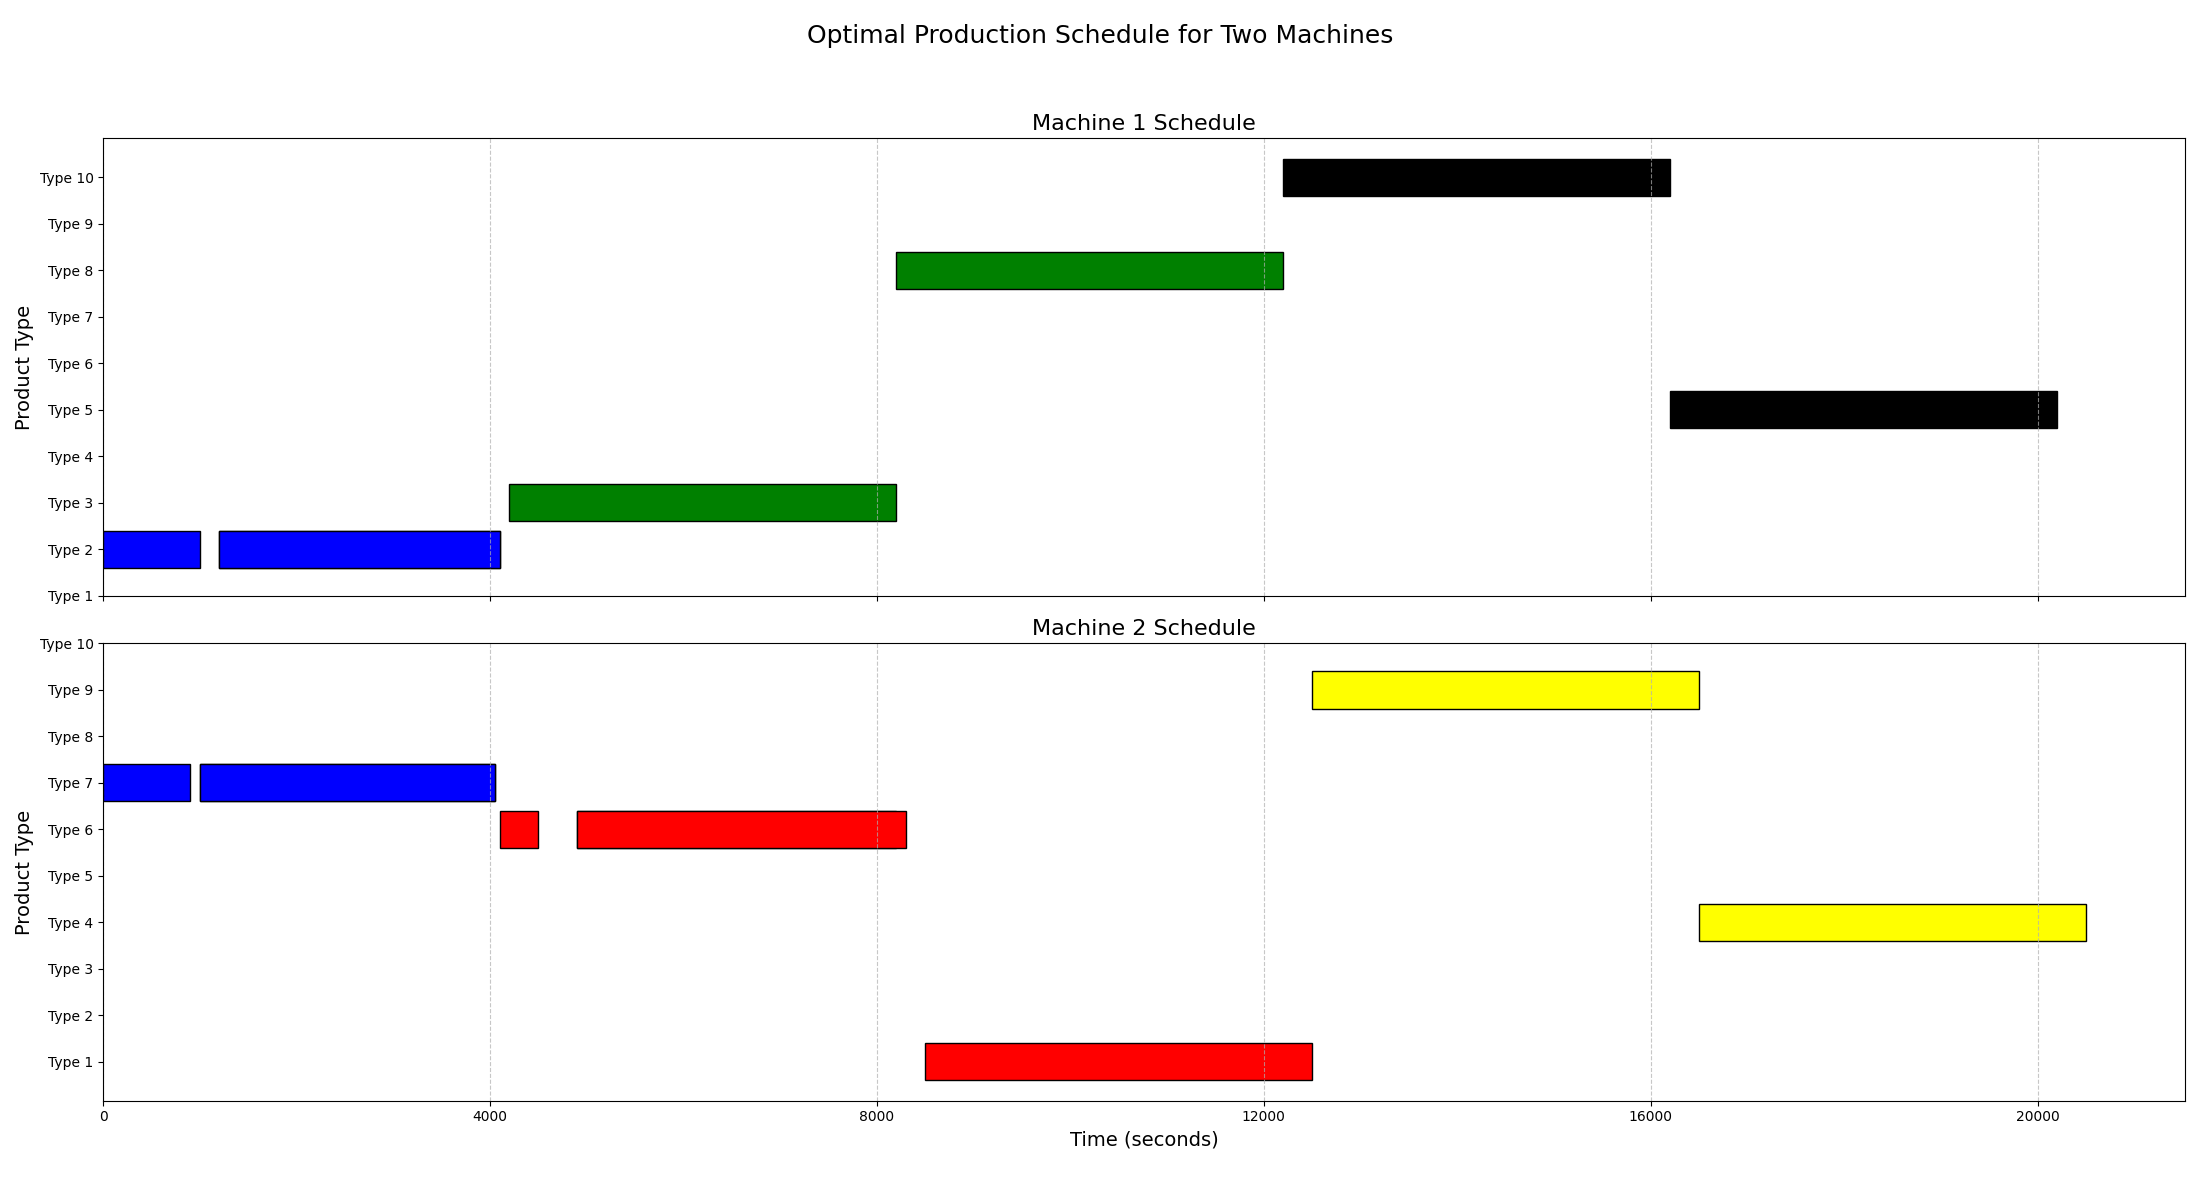 Optimal Production Schedule for Two Machines
Machine 1 Schedule
Product Type
Type 10
Type 9
Type 8
Type 7
Type 6
Type 5
Type 4
Type 3
Type 2
Type 1
Machine 2 Schedule
Product Type
Type 10
Type 9
Type 8
Type 7
Type 6
Type 5
Type 4
Type 3
Type 2
Type 1
0 4000 8000 12000 16000 20000
Time (seconds)